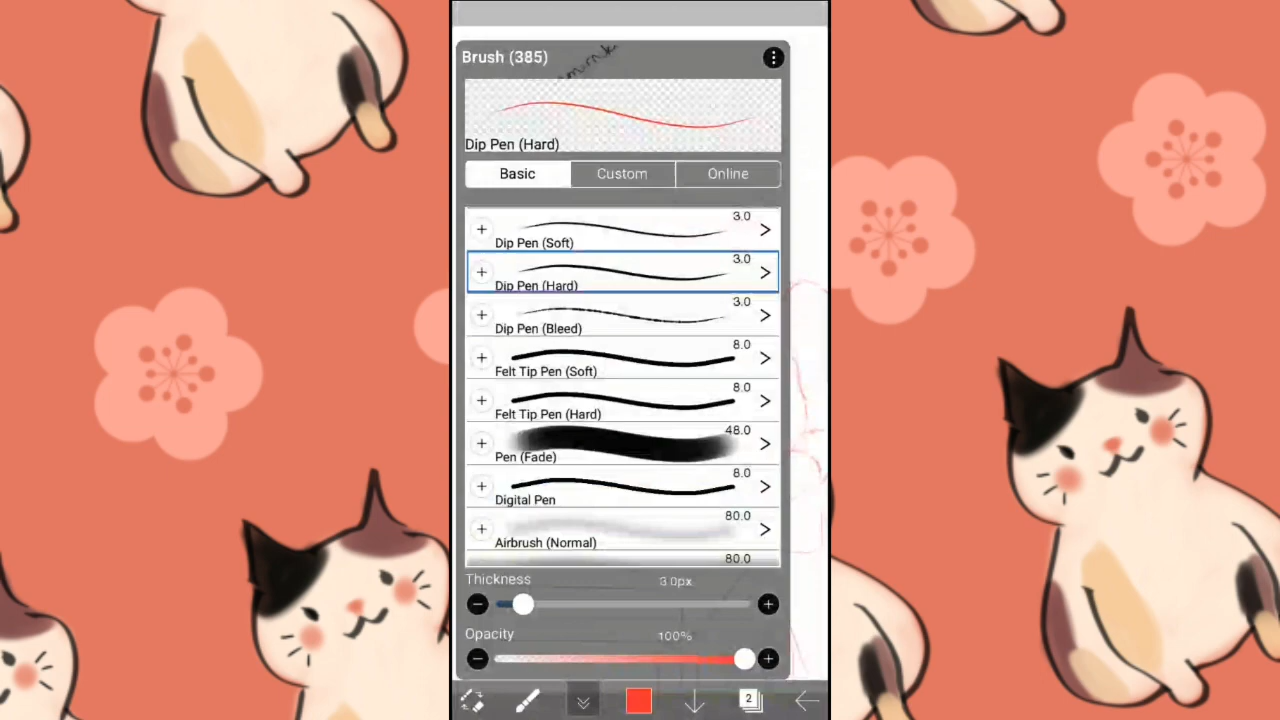 Brush (385)
Dip Pen (Hard)
Basic Custom Online
3.0
Dip Pen (Soft)
3.0
Dip Pen (Hard)
3.0
Dip Pen (Bleed)
8.0
Felt Tip Pen (Soft)
8.0
Felt Tip Pen (Hard)
48.0
Pen (Fade)
8.0
Digital Pen
80.0
Airbrush (Normal)
80.0
Thickness 3.0px
Opacity 100%
2